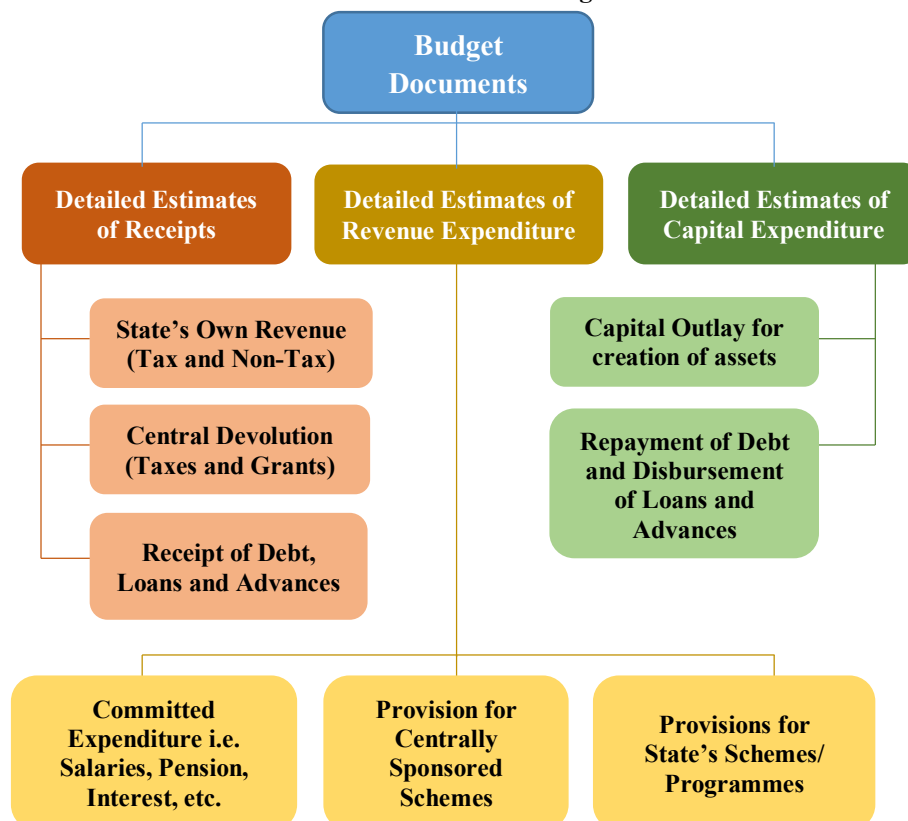 Budget
Documents
Detailed Estimates
of Receipts
Detailed Estimates of
Revenue Expenditure
Detailed Estimates of
Capital Expenditure
State’s Own Revenue
(Tax and Non-Tax)
Central Devolution
(Taxes and Grants)
Receipt of Debt,
Loans and Advances
Capital Outlay for
creation of assets
Repayment of Debt
and Disbursement
of Loans and
Advances
Committed
Expenditure i.e.
Salaries, Pension,
Interest, etc.
Provision for
Centrally
Sponsored
Schemes
Provisions for
State’s Schemes/
Programmes